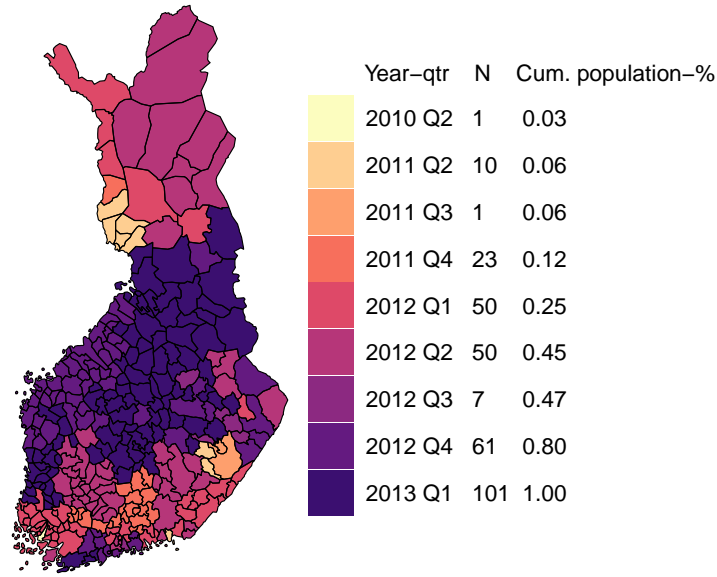 Year−qtr N Cum. population−%
2010 Q2 1 0.03
2011 Q2 10 0.06
2011 Q3 1 0.06
2011 Q4 23 0.12
2012 Q1 50 0.25
2012 Q2 50 0.45
2012 Q3 7 0.47
2012 Q4 61 0.80
2013 Q1 101 1.00